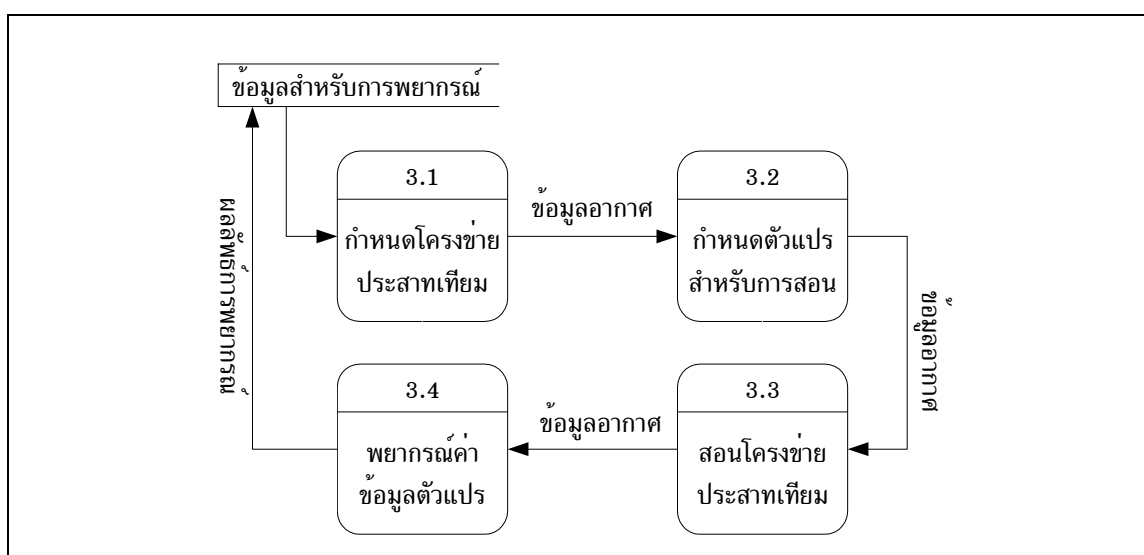 ข้อมูลสำหรับการพยากรณ์
3.1
กำหนดโครงข่าย
ประสาทเทียม
ข้อมูลอากาศ
3.2
กำหนดตัวแปร
สำหรับการสอน
ข้อมูลอากาศ
3.3
สอนโครงข่าย
ประสาทเทียม
ข้อมูลอากาศ
3.4
พยากรณ์ค่า
ข้อมูลตัวแปร
ผลลัพธ์การพยากรณ์